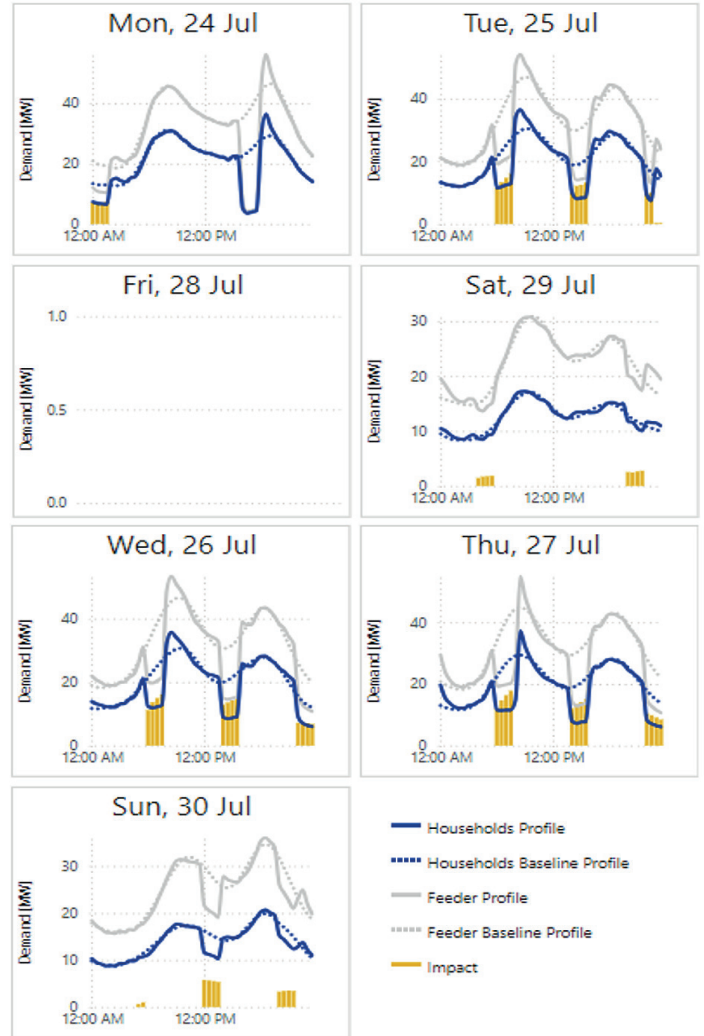 Mon, 24 Jul
Demand [MW]
40
20
0
12:00 AM 12:00 PM
Tue, 25 Jul
Demand [MW]
40
20
0
12:00 AM 12:00 PM
Fri, 28 Jul
Demand [MW]
1.0
0.5
0.0
Sat, 29 Jul
Demand [MW]
30
20
10
0
12:00 AM 12:00 PM
Wed, 26 Jul
Demand [MW]
40
20
0
12:00 AM 12:00 PM
Thu, 27 Jul
Demand [MW]
40
20
0
12:00 AM 12:00 PM
Sun, 30 Jul
Demand [MW]
30
20
10
0
12:00 AM 12:00 PM
Households Profile
Households Baseline Profile
Feeder Profile
Feeder Baseline Profile
Impact